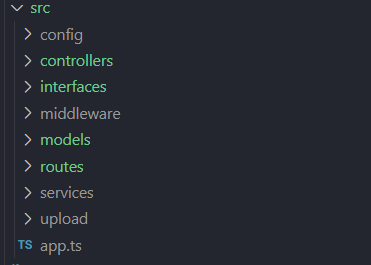 src
config
controllers
interfaces
middleware
models
routes
services
upload
TS app.ts